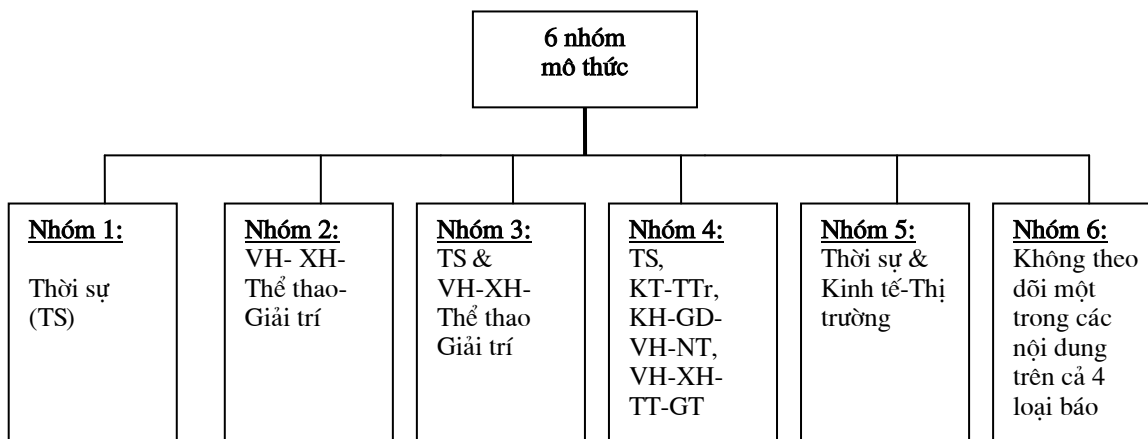 6 nhóm
mô thức
Nhóm 1:
Thời sự
(TS)
Nhóm 2:
VH- XH-
Thể thao-
Giải trí
Nhóm 3:
TS &
VH-XH-
Thể thao
Giải trí
Nhóm 4:
TS,
KT-TTr,
KH-GD-
VH-NT,
VH-XH-
TT-GT
Nhóm 5:
Thời sự &
Kinh tế-Thị
trường
Nhóm 6:
Không theo
dõi một
trong các
nội dung
trên cả 4
loại báo